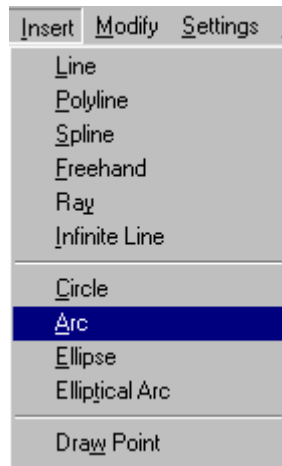 Insert Modify Settings
Line
Polyline
Spline
Freehand
Ray
Infinite Line
Circle
Arc
Ellipse
Elliptical Arc
Draw Point